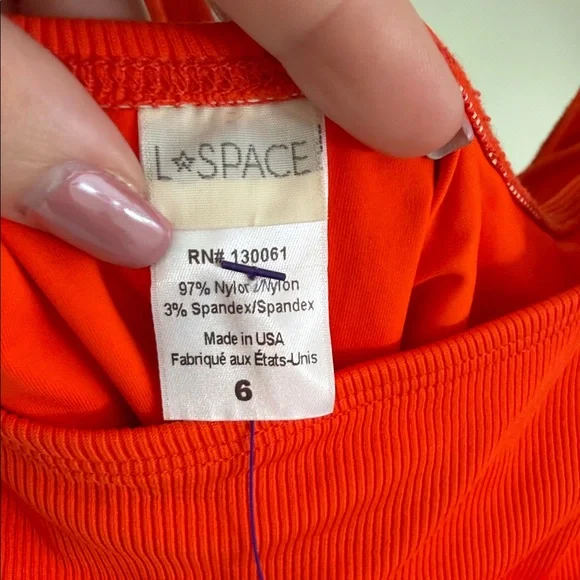 L*SPACE
RN# 130061
97% Nylon/Nylon
3% Spandex/Spandex
Made in USA
Fabriqué aux États-Unis
6